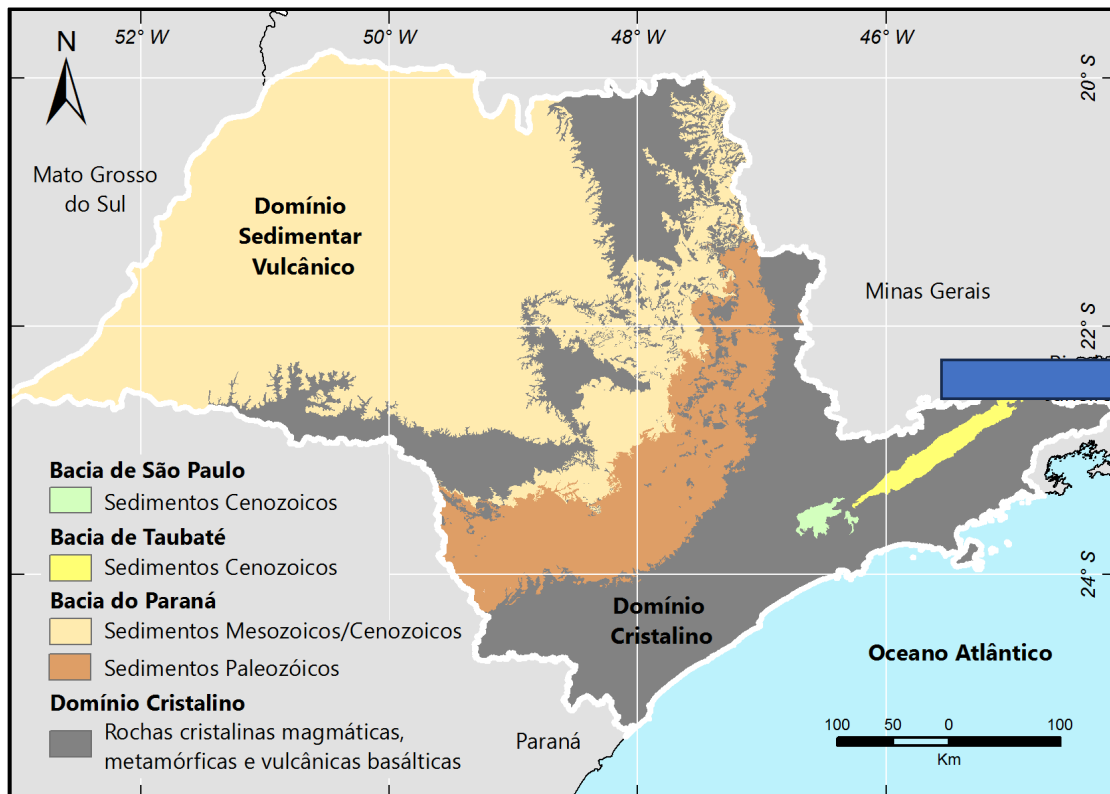 52° W
50° W
48° W
46° W
N
20° S
Mato Grosso
do Sul
Domínio
Sedimentar
Vulcânico
Minas Gerais
22° S
Bacia de São Paulo
Sedimentos Cenozoicos
Bacia de Taubaté
Sedimentos Cenozoicos
Bacia do Paraná
Sedimentos Mesozoicos/Cenozoicos
Sedimentos Paleozóicos
Domínio Cristalino
Rochas cristalinas magmáticas,
metamórficas e vulcânicas basálticas
24° S
Domínio
Cristalino
Oceano Atlântico
Paraná
100 50 0 100
Km